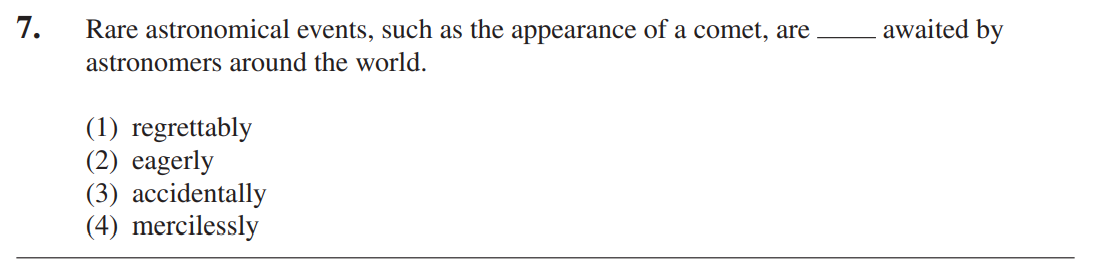 7. Rare astronomical events, such as the appearance of a comet, are _____ awaited by
astronomers around the world.
(1) regrettably
(2) eagerly
(3) accidentally
(4) mercilessly